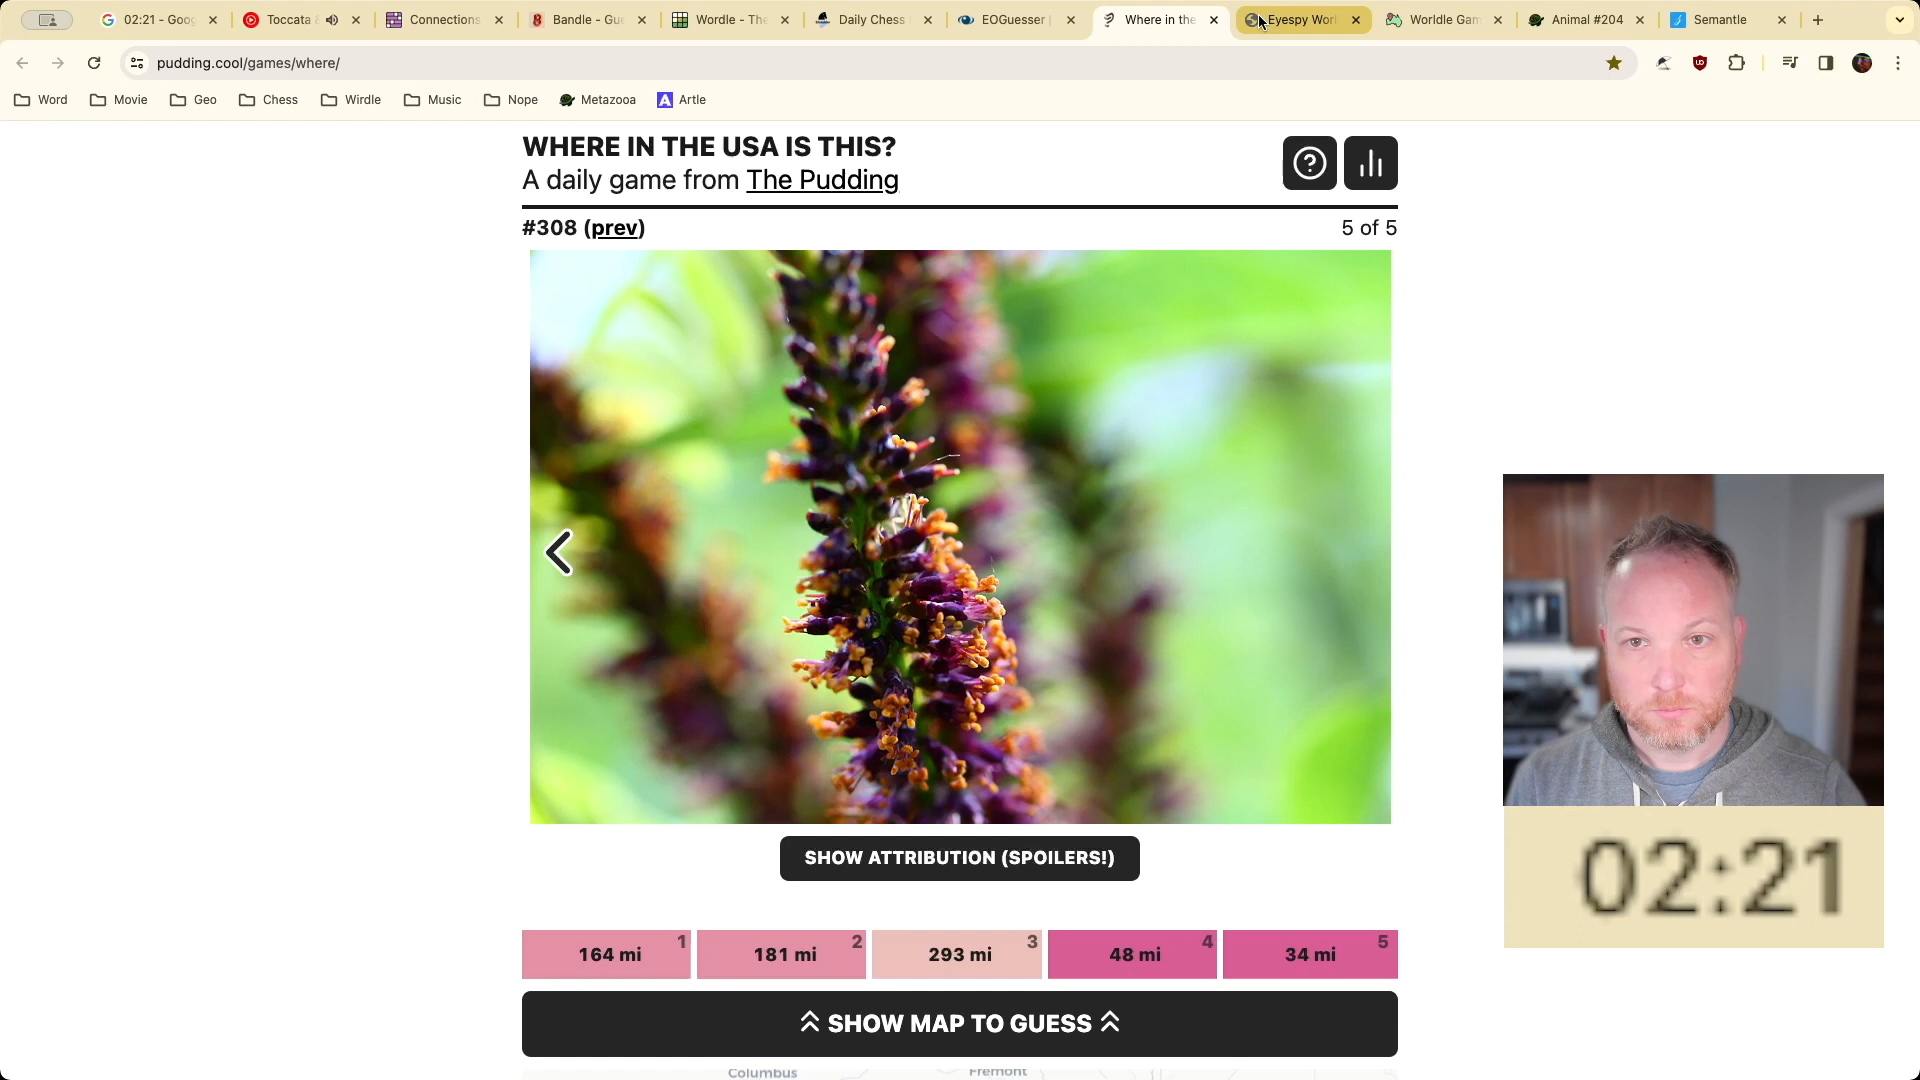 02:21 - Goog
Toccata &
Connections
Bandle - Gue
Wordle - The
Daily Chess
EOGuesser |
Where in the
Eyespy Worl
Worldle Gam
Animal #204
Semantle
pudding.cool/games/where/
Word
Movie
Geo
Chess
Wirdle
Music
Nope
Metazooa
Artle
WHERE IN THE USA IS THIS?
A daily game from The Pudding
#308 (prev)
5 of 5
SHOW ATTRIBUTION (SPOILERS!)
164 mi 1
181 mi 2
293 mi 3
48 mi 4
34 mi 5
SHOW MAP TO GUESS
Columbus
Fremont
02:21